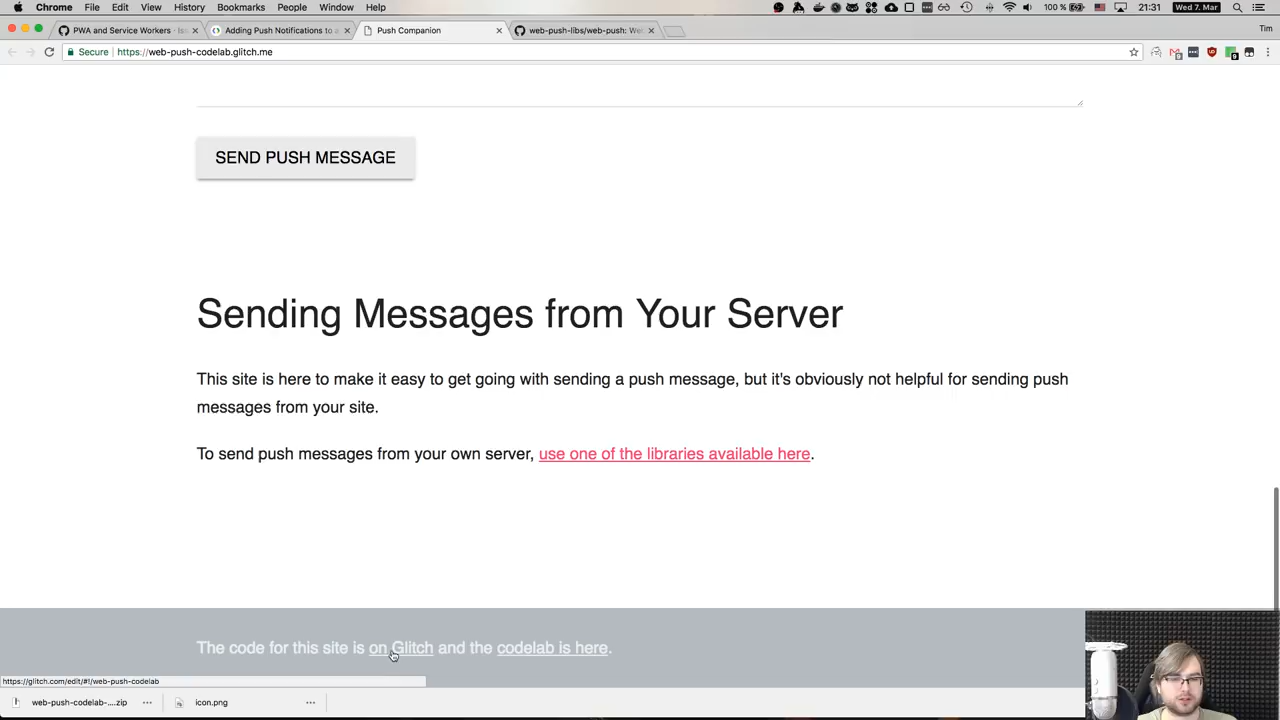 Chrome File Edit View History Bookmarks People Window Help 100 % 21:31 Wed 7. Mar
PWA and Service Workers · Iss Adding Push Notifications to a Push Companion web-push-libs/web-push: We Tim
Secure https://web-push-codelab.glitch.me
SEND PUSH MESSAGE
Sending Messages from Your Server
This site is here to make it easy to get going with sending a push message, but it's obviously not helpful for sending push
messages from your site.
To send push messages from your own server, use one of the libraries available here.
The code for this site is on Glitch and the codelab is here.
https://glitch.com/edit/#!/web-push-codelab
web-push-codelab-....zip icon.png